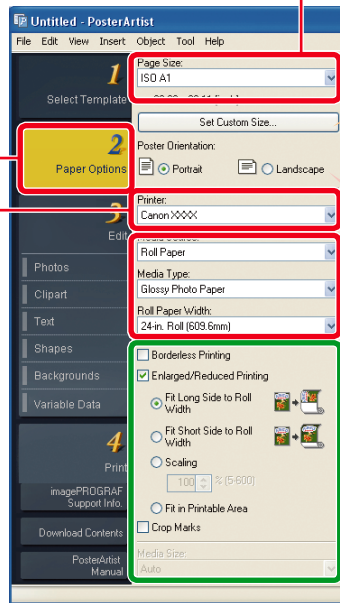 Untitled - PosterArtist
File Edit View Insert Object Tool Help
1
Select Template
2
Paper Options
3
Edit
Photos
Clipart
Text
Shapes
Backgrounds
Variable Data
4
Print
imagePROGRAF
Support Info.
Download Contents
PosterArtist
Manual
Page Size:
ISO A1
Set Custom Size...
Poster Orientation:
Portrait Landscape
Printer:
Canon XXXX
Media Source:
Roll Paper
Media Type:
Glossy Photo Paper
Roll Paper Width:
24-in. Roll (609.6mm)
Borderless Printing
Enlarged/Reduced Printing
Fit Long Side to Roll
Width
Fit Short Side to Roll
Width
Scaling
100 % (5-600)
Fit in Printable Area
Crop Marks
Media Size:
Auto